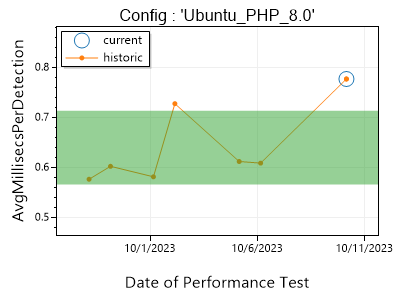 Config : 'Ubuntu_PHP_8.0'
current
historic
AvgMillisecsPerDetection
0.8
0.7
0.6
0.5
10/1/2023
10/6/2023
10/11/2023
Date of Performance Test